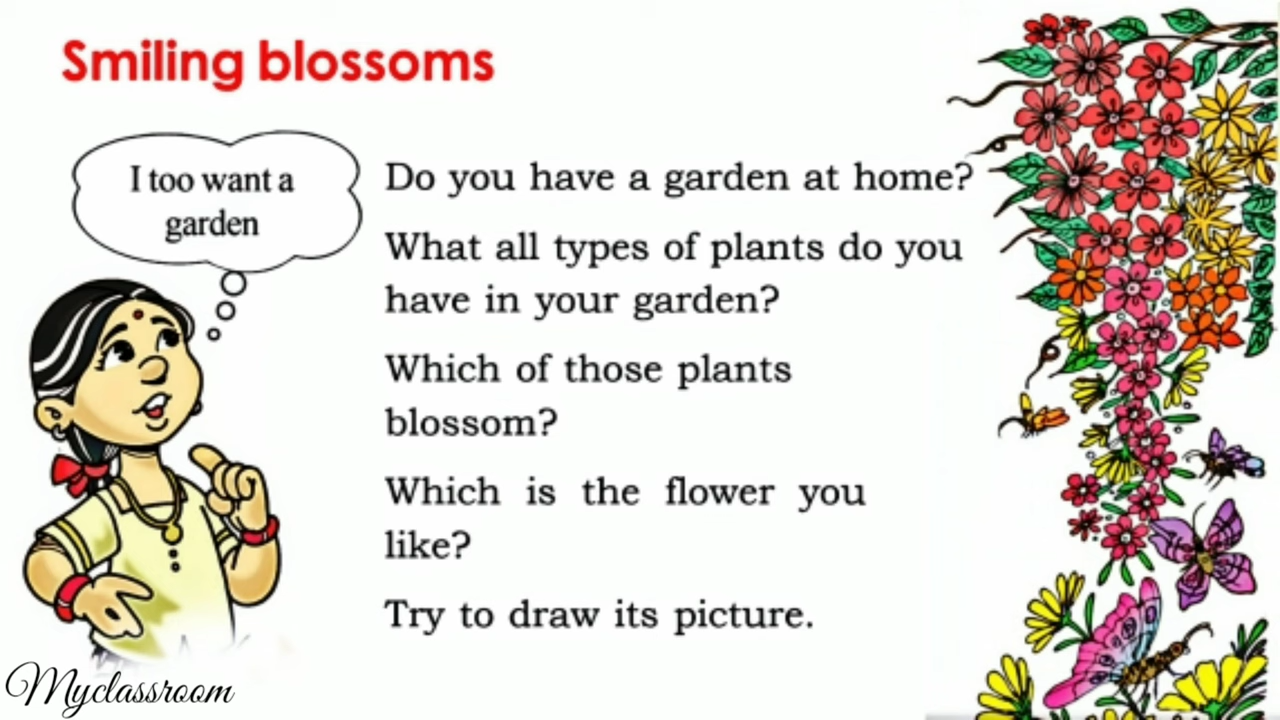 Smiling blossoms
I too want a
garden
Do you have a garden at home?
What all types of plants do you
have in your garden?
Which of those plants
blossom?
Which is the flower you
like?
Try to draw its picture.
Myclassroom